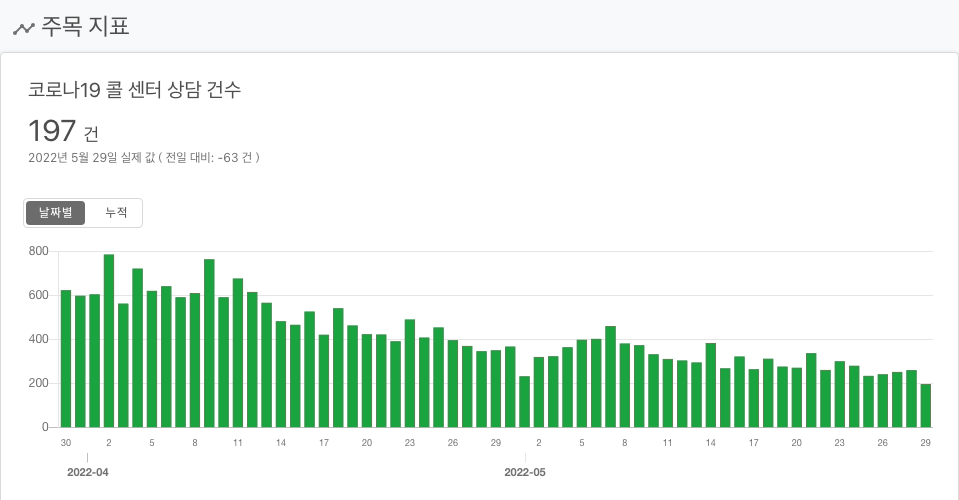 주목 지표
코로나19 콜 센터 상담 건수
197 건
2022년 5월 29일 실제 값 ( 전일 대비: -63 건 )
날짜별 누적
800
600
400
200
0
30 2 5 8 11 14 17 20 23 26 29 2 5 8 11 14 17 20 23 26 29
2022-04 2022-05